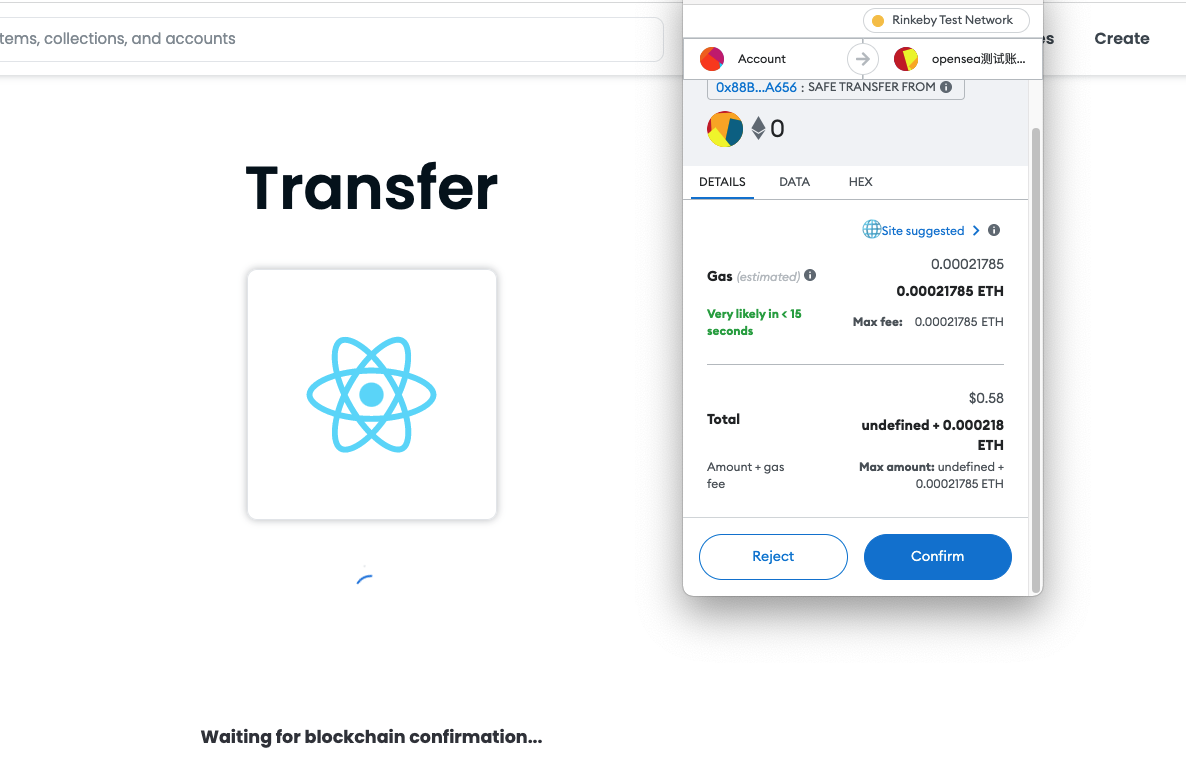 tems, collections, and accounts
es
Create
Transfer
Waiting for blockchain confirmation...
Rinkeby Test Network
Account
opensea测试账...
0x88B...A656 : SAFE TRANSFER FROM
0
DETAILS
DATA
HEX
Site suggested
Gas (estimated)
0.00021785
0.00021785 ETH
Very likely in < 15
seconds
Max fee: 0.00021785 ETH
$0.58
Total
undefined + 0.000218
ETH
Amount + gas
fee
Max amount: undefined +
0.00021785 ETH
Reject
Confirm